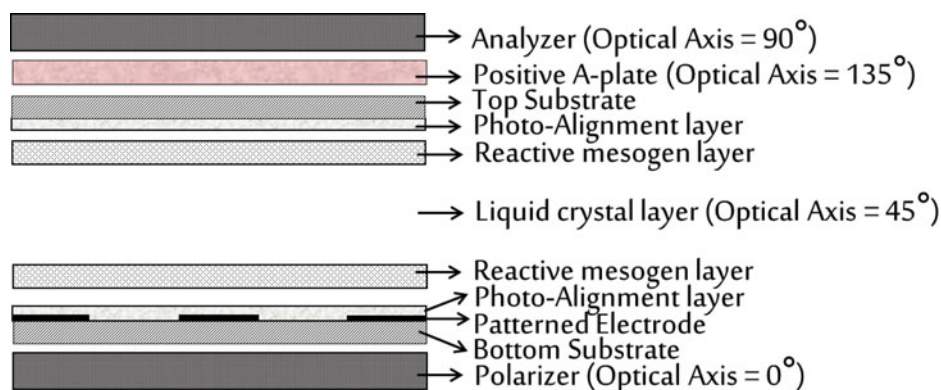 Analyzer (Optical Axis = 90°)
Positive A-plate (Optical Axis = 135°)
Top Substrate
Photo-Alignment layer
Reactive mesogen layer
Liquid crystal layer (Optical Axis = 45°)
Reactive mesogen layer
Photo-Alignment layer
Patterned Electrode
Bottom Substrate
Polarizer (Optical Axis = 0°)